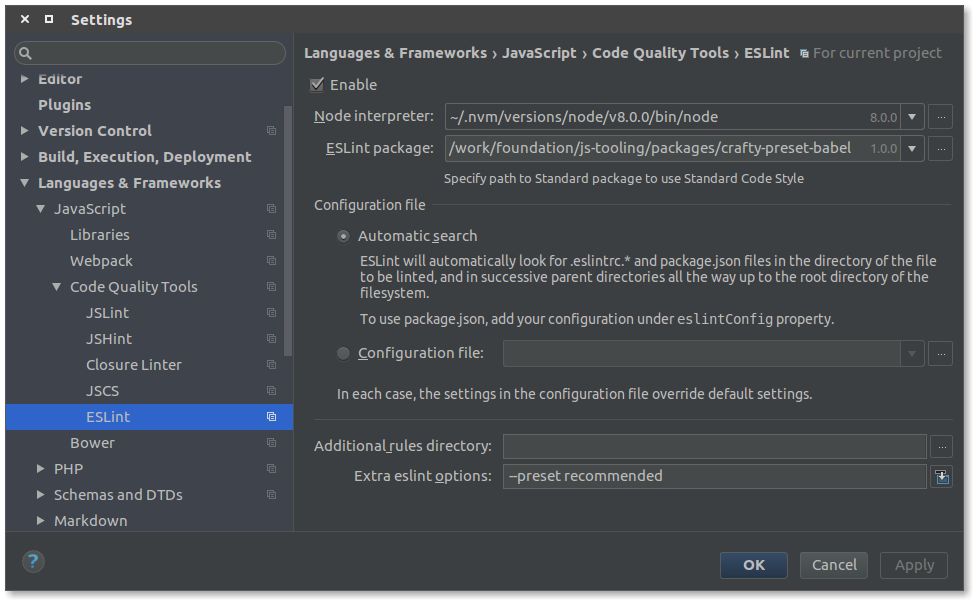 Settings
Editor
Plugins
Version Control
Build, Execution, Deployment
Languages & Frameworks
JavaScript
Libraries
Webpack
Code Quality Tools
JSLint
JSHint
Closure Linter
JSCS
ESLint
Bower
PHP
Schemas and DTDs
Markdown
Languages & Frameworks › JavaScript › Code Quality Tools › ESLint For current project
Enable
Node interpreter: ~/.nvm/versions/node/v8.0.0/bin/node 8.0.0 ...
ESLint package: /work/foundation/js-tooling/packages/crafty-preset-babel 1.0.0 ...
Specify path to Standard package to use Standard Code Style
Configuration file
Automatic search
ESLint will automatically look for .eslintrc.* and package.json files in the directory of the file
to be linted, and in successive parent directories all the way up to the root directory of the
filesystem.
To use package.json, add your configuration under eslintConfig property.
Configuration file: ...
In each case, the settings in the configuration file override default settings.
Additional rules directory: ...
Extra eslint options: --preset recommended
?
OK Cancel Apply